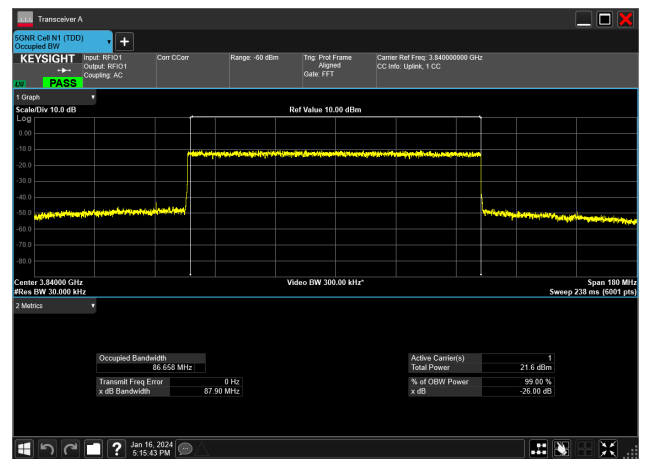 Transceiver A
5GNR Cell N1 (TDD)
Occupied BW
+
KEYSIGHT
LXI
PASS
Input: RFIO1
Output: RFIO1
Coupling: AC
Corr CCorr
Range: -60 dBm
Trig: Prot Frame
Aligned
Gate: FFT
Carrier Ref Freq: 3.840000000 GHz
CC Info: Uplink, 1 CC
1 Graph
Scale/Div 10.0 dB
Ref Value 10.00 dBm
Log
0.00
-10.0
-20.0
-30.0
-40.0
-50.0
-60.0
-70.0
-80.0
Center 3.84000 GHz
#Res BW 30.000 kHz
Video BW 300.00 kHz*
Span 180 MHz
Sweep 238 ms (6001 pts)
2 Metrics
Occupied Bandwidth
86.658 MHz
Transmit Freq Error 0 Hz
x dB Bandwidth 87.90 MHz
Active Carrier(s) 1
Total Power 21.6 dBm
% of OBW Power 99.00 %
x dB -26.00 dB
?
Jan 16, 2024
5:15:43 PM